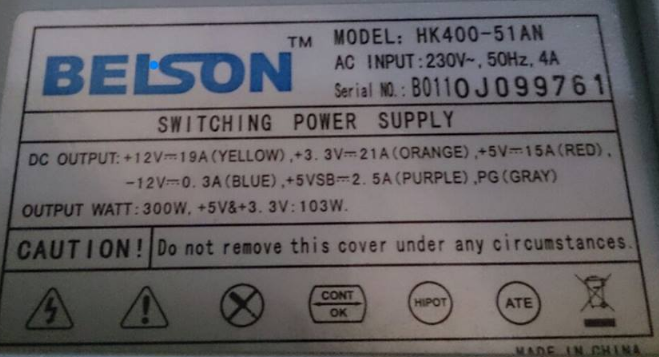 BELSON ™
MODEL: HK400-51AN
AC INPUT:230V~, 50Hz, 4A
Serial NO.: B0110J099761
SWITCHING POWER SUPPLY
DC OUTPUT:+12V⎓19A(YELLOW),+3.3V⎓21A(ORANGE),+5V⎓15A(RED),
-12V⎓0.3A(BLUE),+5VSB⎓2.5A(PURPLE),PG(GRAY)
OUTPUT WATT:300W, +5V&+3.3V:103W.
CAUTION! Do not remove this cover under any circumstances.
CONT
OK
HIPOT
ATE
MADE IN CHINA